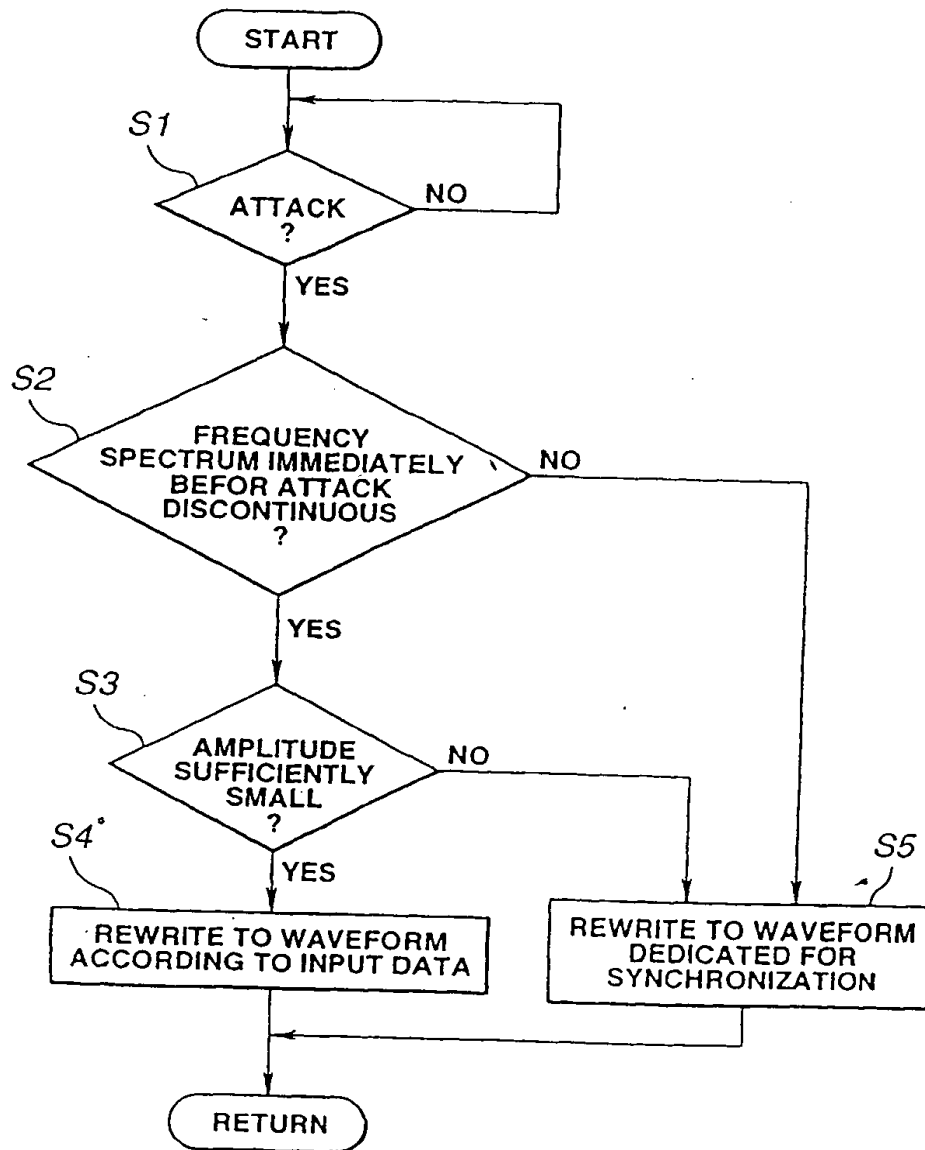 START
S1
ATTACK
?
NO
YES
S2
FREQUENCY
SPECTRUM IMMEDIATELY
BEFOR ATTACK
DISCONTINUOUS
?
NO
YES
S3
AMPLITUDE
SUFFICIENTLY
SMALL
?
NO
YES
S4
REWRITE TO WAVEFORM
ACCORDING TO INPUT DATA
S5
REWRITE TO WAVEFORM
DEDICATED FOR
SYNCHRONIZATION
RETURN